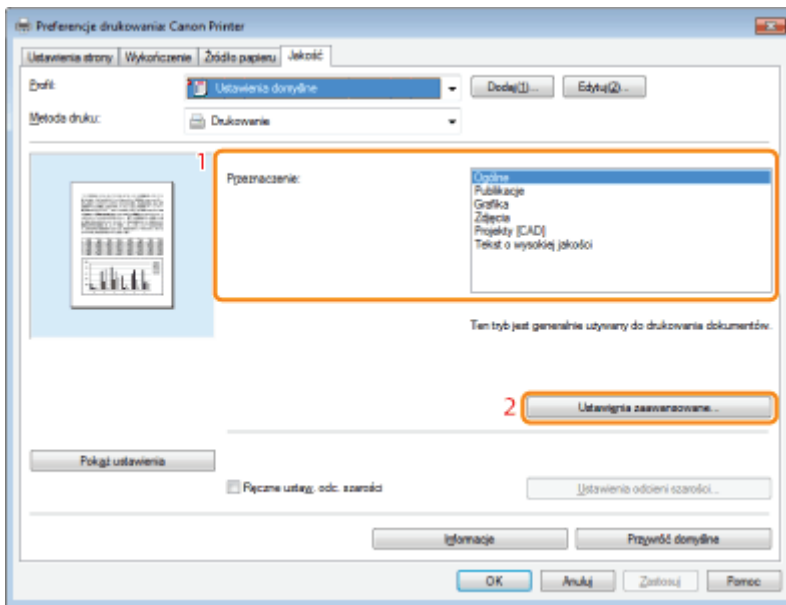 Preferencje drukowania: Canon Printer
Ustawienia strony Wykończenie Źródło papieru Jakość
Profil: Ustawienia domyślne Dodaj(1)... Edytuj(2)...
Metoda druku: Drukowanie
1
Przeznaczenie:
Ogólne
Publikacje
Grafika
Zdjęcia
Projekty [CAD]
Tekst o wysokiej jakości
Ten tryb jest generalnie używany do drukowania dokumentów.
2 Ustawienia zaawansowane...
Pokaż ustawienia
Ręczne ustaw. odc. szarości Ustawienia odcieni szarości...
Informacje Przywróć domyślne
OK Anuluj Zastosuj Pomoc